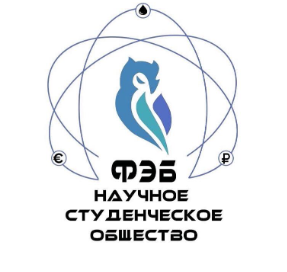 €
₽
ФЭБ
НАУЧНОЕ
СТУДЕНЧЕСКОЕ
ОБЩЕСТВО